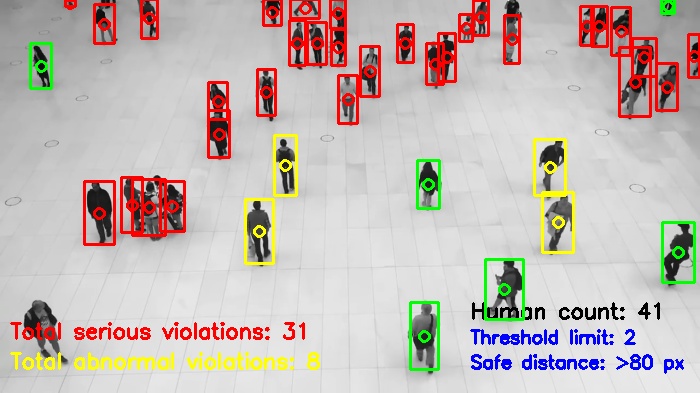 Human count: 41
Total serious violations: 31
Threshold limit: 2
Total abnormal violations: 8
Safe distance: >80 px